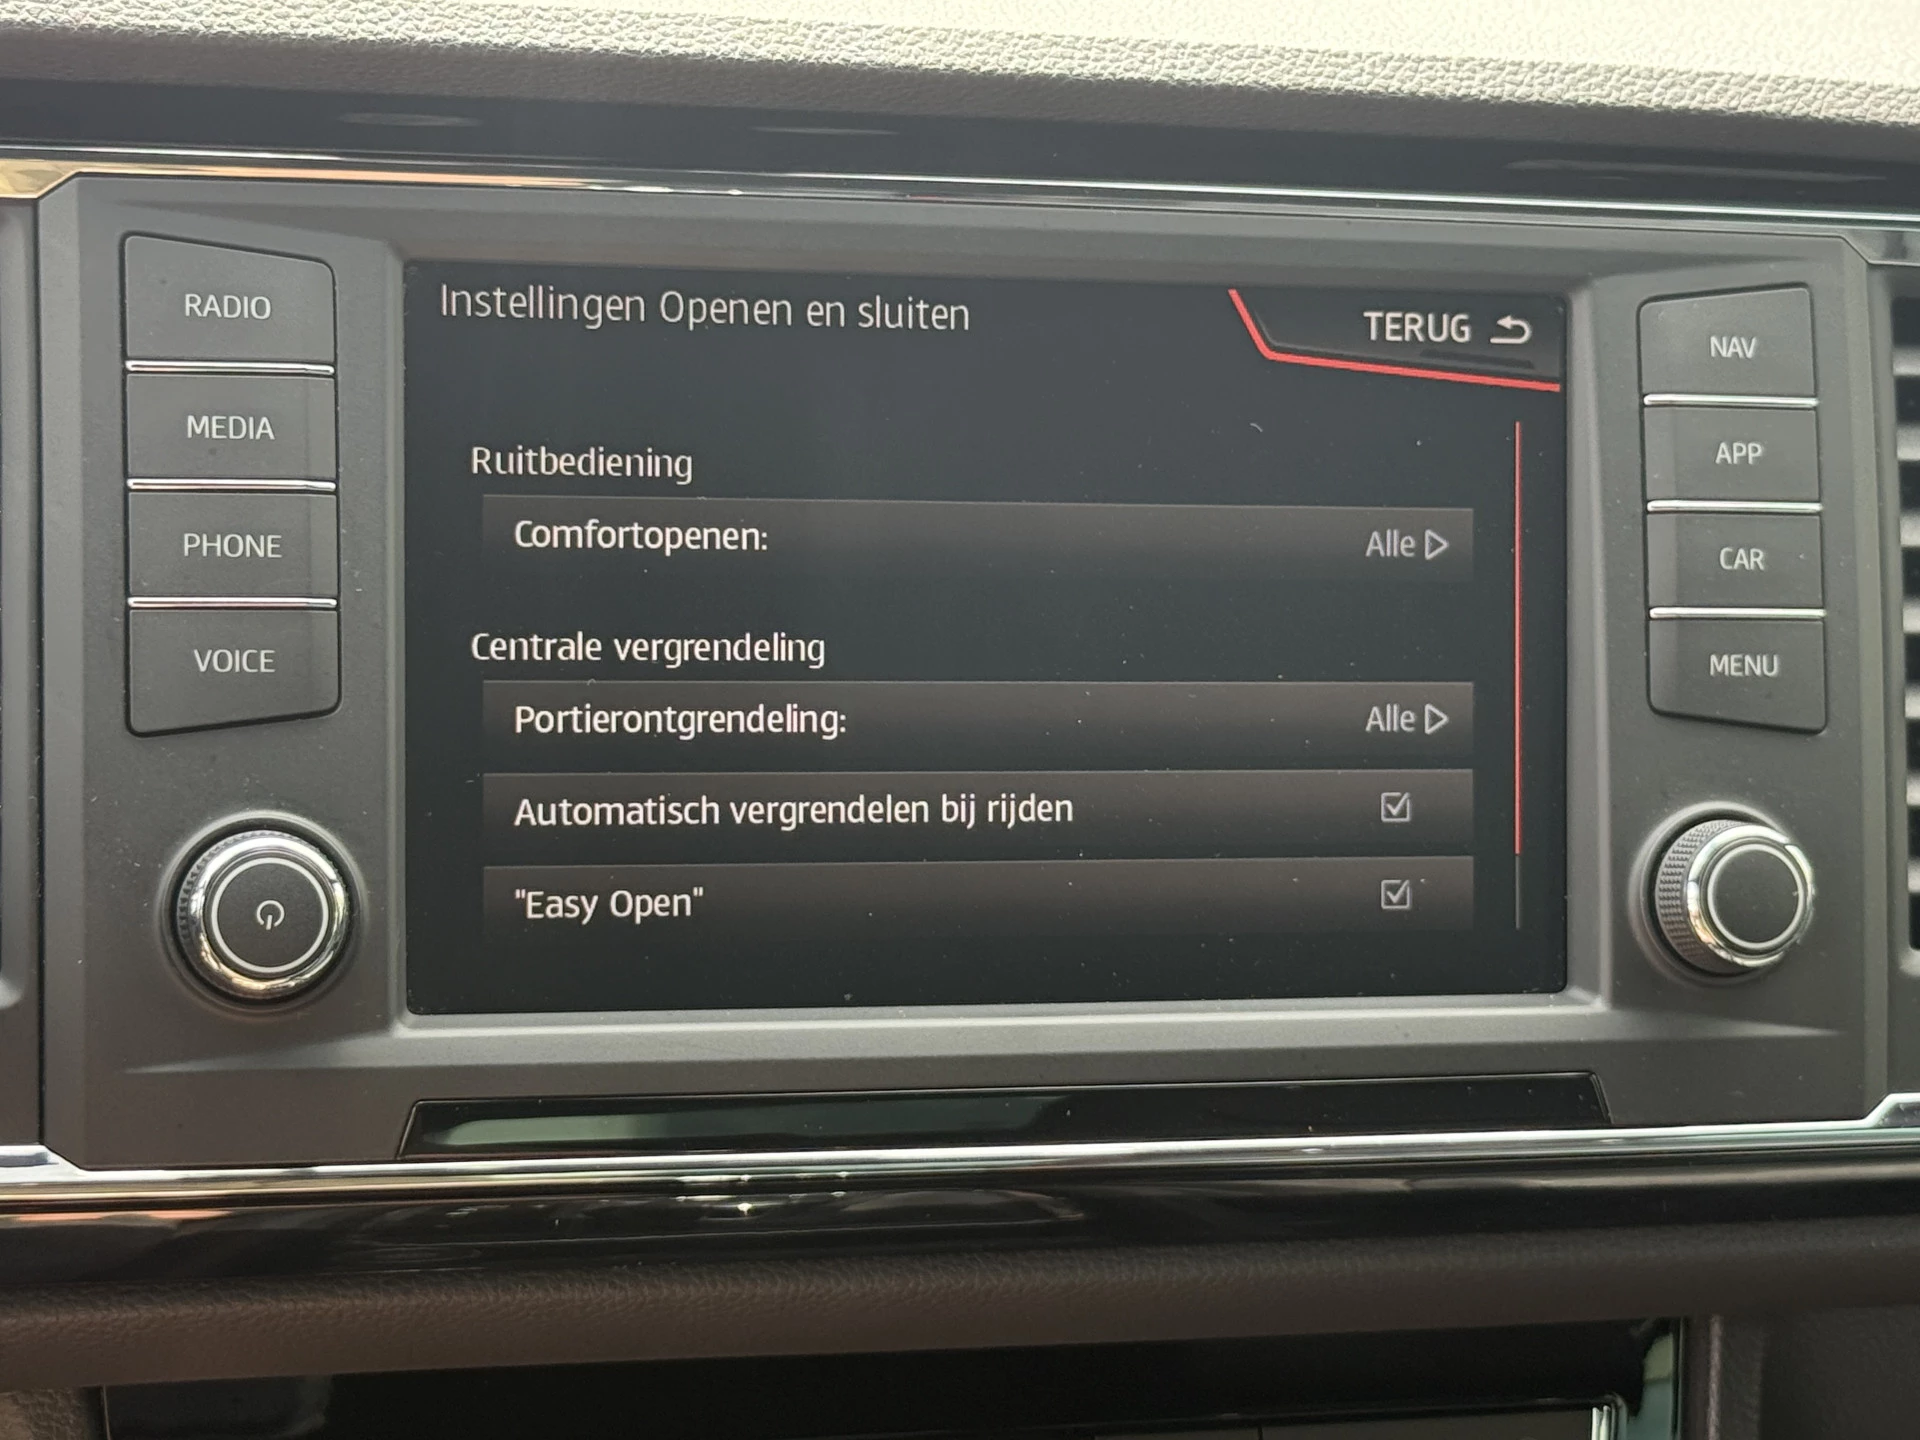 Instellingen Openen en sluiten
TERUG
Ruitbediening
Comfortopenen: Alle
Centrale vergrendeling
Portierontgrendeling: Alle
Automatisch vergrendelen bij rijden
"Easy Open"
RADIO
MEDIA
PHONE
VOICE
NAV
APP
CAR
MENU